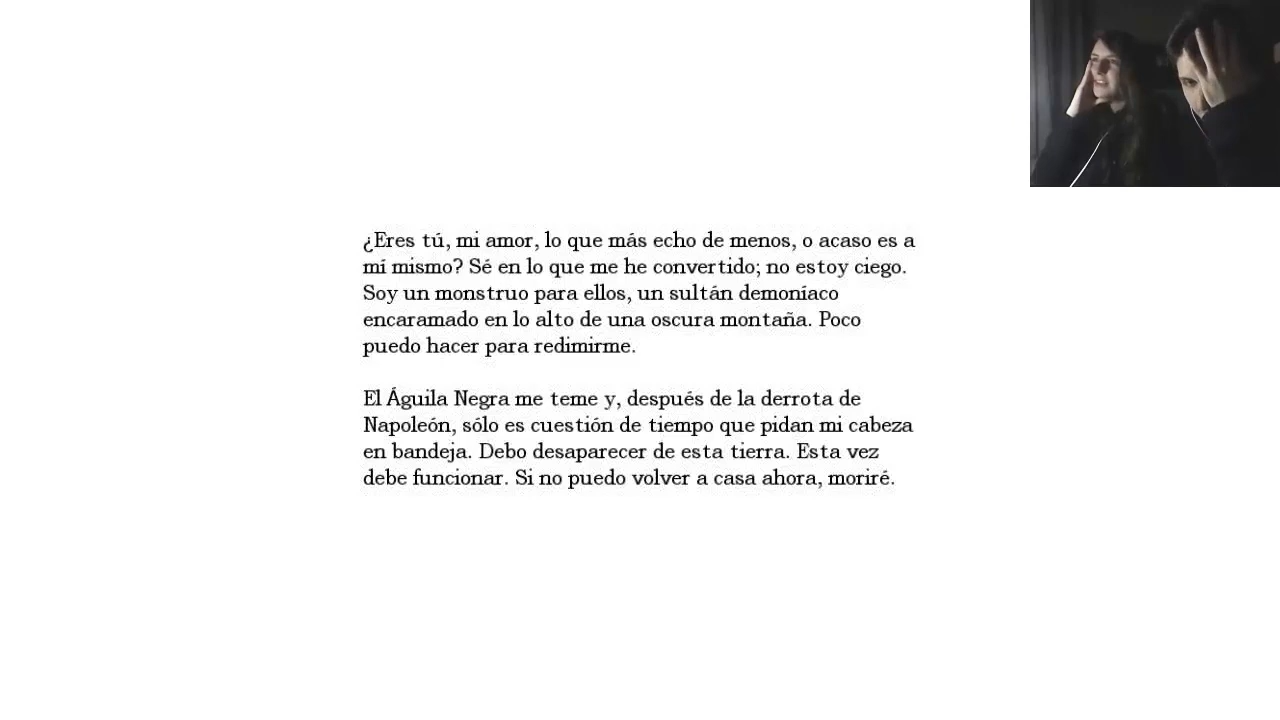 ¿Eres tú, mi amor, lo que más echo de menos, o acaso es a
mí mismo? Sé en lo que me he convertido; no estoy ciego.
Soy un monstruo para ellos, un sultán demoníaco
encaramado en lo alto de una oscura montaña. Poco
puedo hacer para redimirme.
El Águila Negra me teme y, después de la derrota de
Napoleón, sólo es cuestión de tiempo que pidan mi cabeza
en bandeja. Debo desaparecer de esta tierra. Esta vez
debe funcionar. Si no puedo volver a casa ahora, moriré.